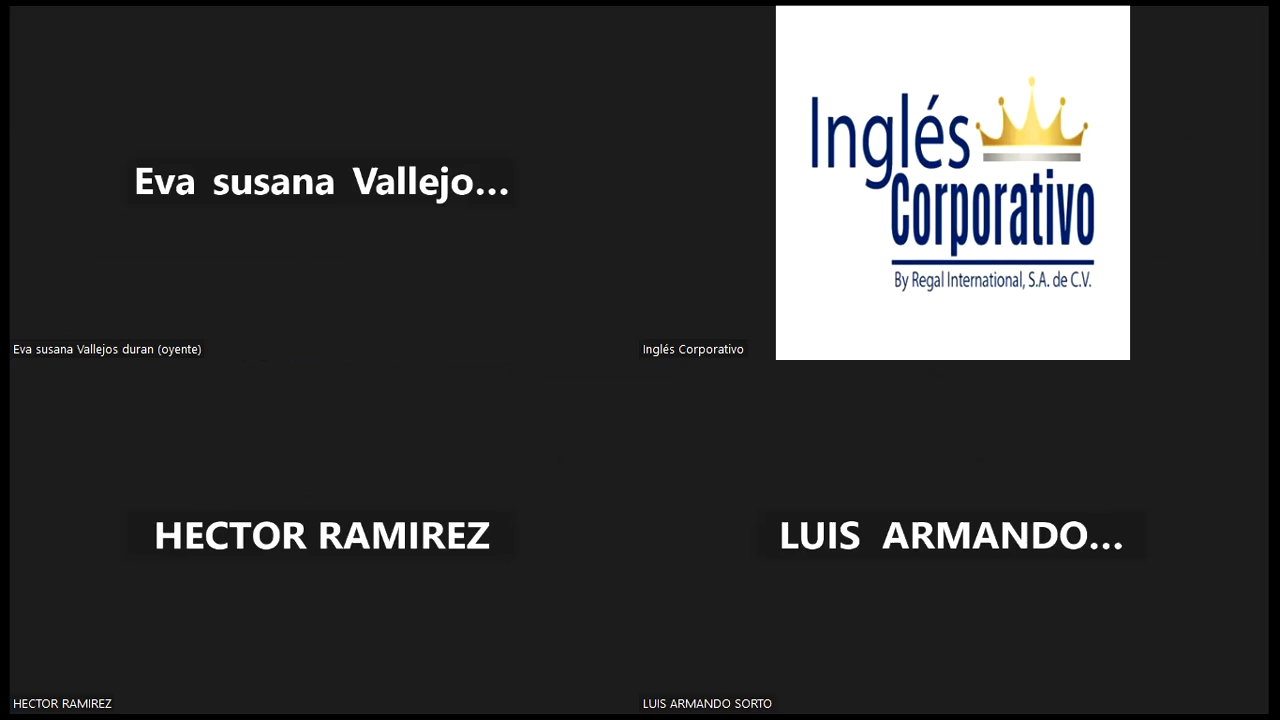 Eva susana Vallejo...
Eva susana Vallejos duran (oyente)
Inglés
Corporativo
By Regal International, S.A. de C.V.
Inglés Corporativo
HECTOR RAMIREZ
HECTOR RAMIREZ
LUIS ARMANDO...
LUIS ARMANDO SORTO